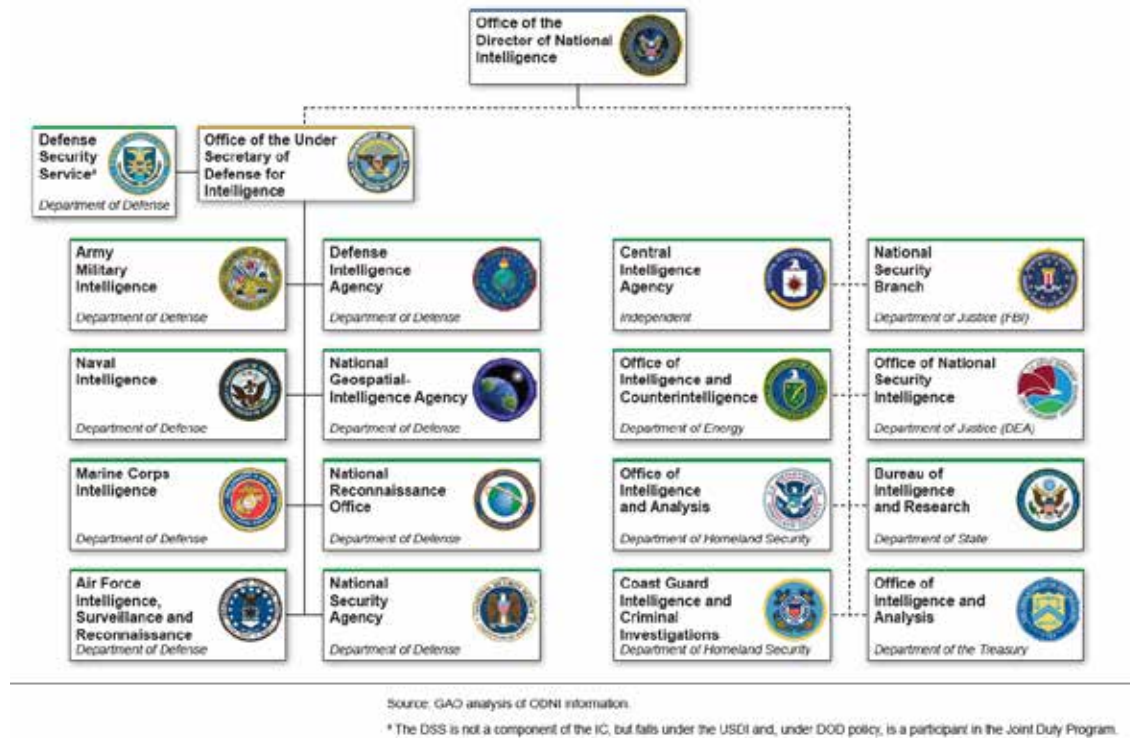 Office of the
Director of National
Intelligence
Defense
Security
Serviceª
Department of Defense
Office of the Under
Secretary of
Defense for
Intelligence
Army
Military
Intelligence
Department of Defense
Defense
Intelligence
Agency
Department of Defense
Central
Intelligence
Agency
Independent
National
Security
Branch
Department of Justice (FBI)
Naval
Intelligence
Department of Defense
National
Geospatial-
Intelligence Agency
Department of Defense
Office of
Intelligence and
Counterintelligence
Department of Energy
Office of National
Security
Intelligence
Department of Justice (DEA)
Marine Corps
Intelligence
Department of Defense
National
Reconnaissance
Office
Department of Defense
Office of
Intelligence
and Analysis
Department of Homeland Security
Bureau of
Intelligence
and Research
Department of State
Air Force
Intelligence,
Surveillance and
Reconnaissance
Department of Defense
National
Security
Agency
Department of Defense
Coast Guard
Intelligence and
Criminal
Investigations
Department of Homeland Security
Office of
Intelligence and
Analysis
Department of the Treasury
Source: GAO analysis of ODNI information.
ª The DSS is not a component of the IC, but falls under the USDI and, under DOD policy, is a participant in the Joint Duty Program.